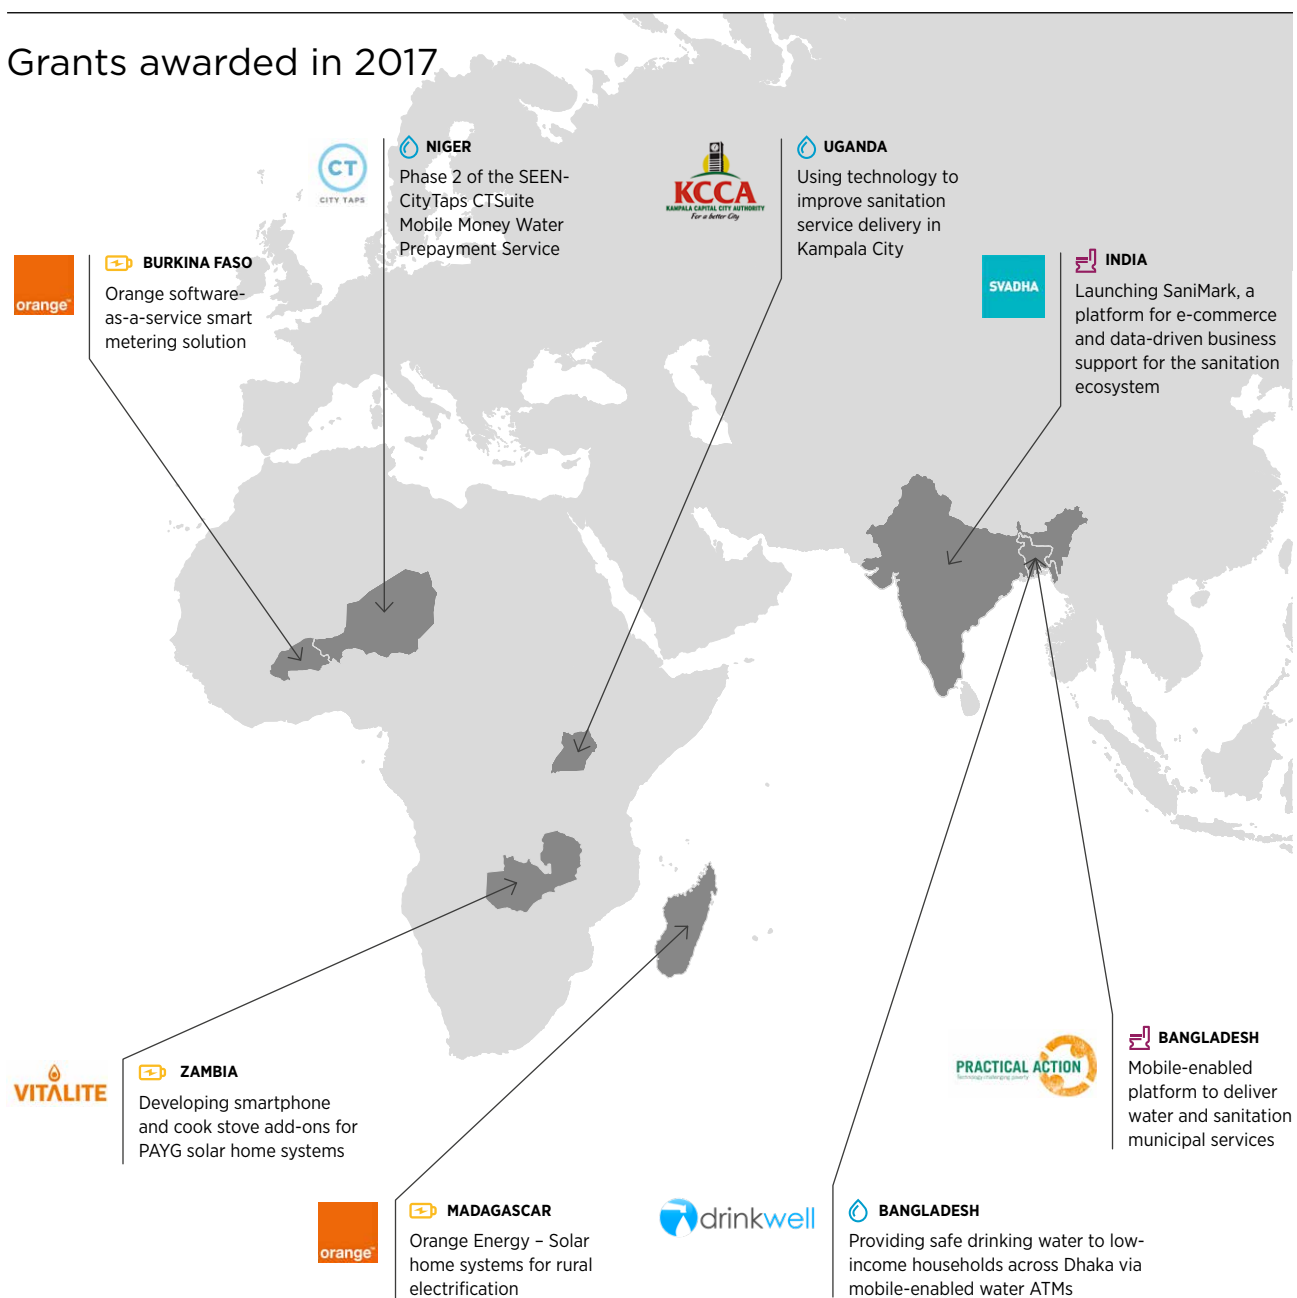 Grants awarded in 2017
CT
CITY TAPS
NIGER
Phase 2 of the SEEN-
CityTaps CTSuite
Mobile Money Water
Prepayment Service
KCCA
KAMPALA CAPITAL CITY AUTHORITY
For a better City
UGANDA
Using technology to
improve sanitation
service delivery in
Kampala City
orange™
BURKINA FASO
Orange software-
as-a-service smart
metering solution
SVADHA
INDIA
Launching SaniMark, a
platform for e-commerce
and data-driven business
support for the sanitation
ecosystem
VITALITE
ZAMBIA
Developing smartphone
and cook stove add-ons for
PAYG solar home systems
PRACTICAL ACTION
Technology challenging poverty
BANGLADESH
Mobile-enabled
platform to deliver
water and sanitation
municipal services
orange™
MADAGASCAR
Orange Energy – Solar
home systems for rural
electrification
drinkwell
BANGLADESH
Providing safe drinking water to low-
income households across Dhaka via
mobile-enabled water ATMs